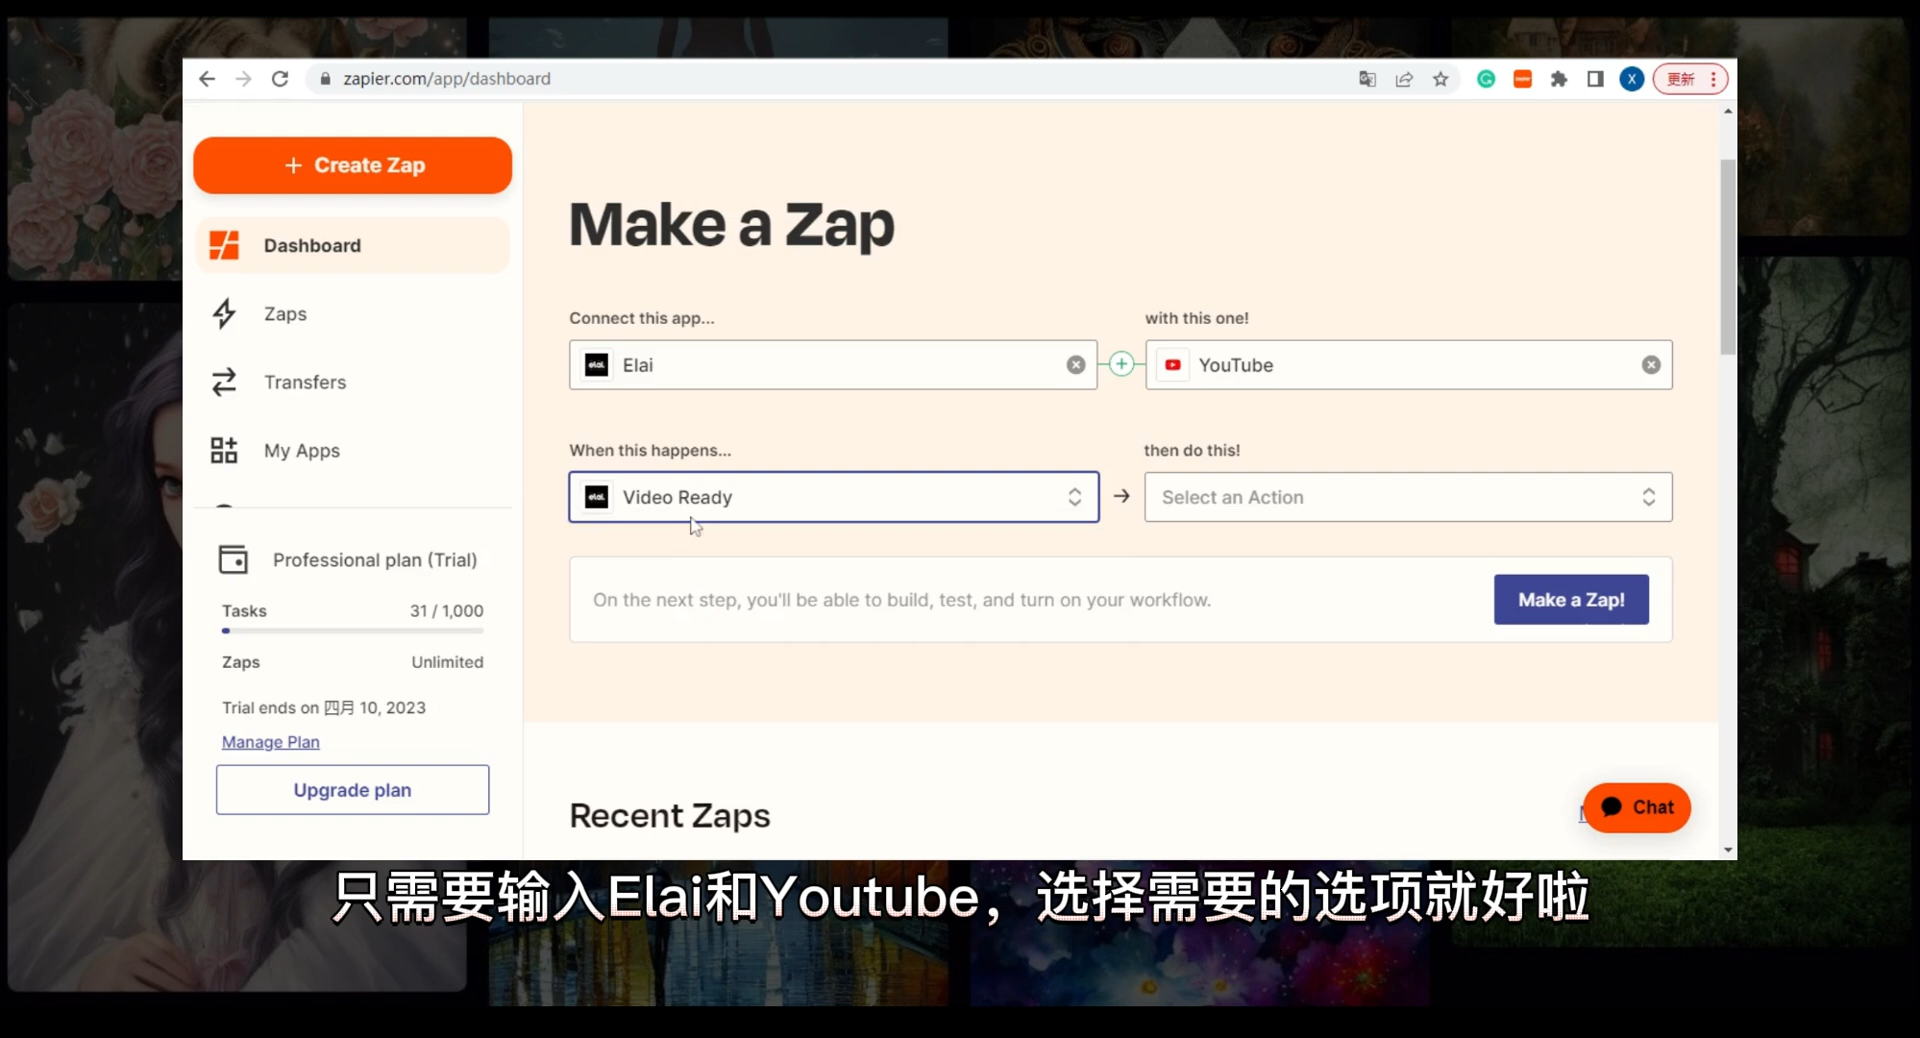 zapier.com/app/dashboard
X
更新
+ Create Zap
Dashboard
Zaps
Transfers
My Apps
Professional plan (Trial)
Tasks 31 / 1,000
Zaps Unlimited
Trial ends on 四月 10, 2023
Manage Plan
Upgrade plan
Make a Zap
Connect this app...
with this one!
elai. Elai
YouTube
When this happens...
then do this!
elai. Video Ready
Select an Action
On the next step, you'll be able to build, test, and turn on your workflow.
Make a Zap!
Recent Zaps
Chat
只需要输入Elai和Youtube，选择需要的选项就好啦